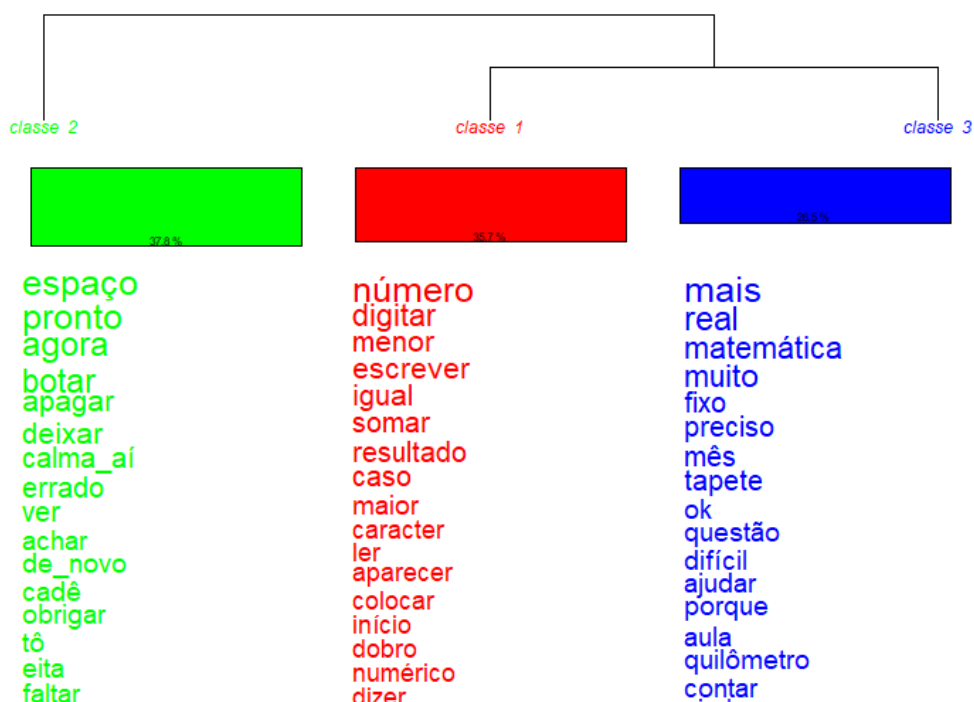 classe 2
classe 1
classe 3
37.8 %
35.7 %
26.5 %
espaço
pronto
agora
botar
apagar
deixar
calma_aí
errado
ver
achar
de_novo
cadê
obrigar
tô
eita
faltar
número
digitar
menor
escrever
igual
somar
resultado
caso
maior
caracter
ler
aparecer
colocar
início
dobro
numérico
dizer
mais
real
matemática
muito
fixo
preciso
mês
tapete
ok
questão
difícil
ajudar
porque
aula
quilômetro
contar